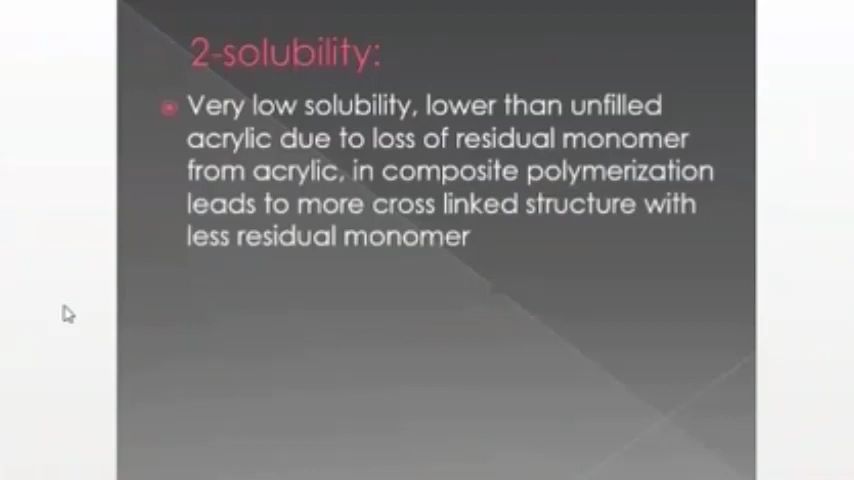 2-solubility:
Very low solubility, lower than unfilled
acrylic due to loss of residual monomer
from acrylic, in composite polymerization
leads to more cross linked structure with
less residual monomer